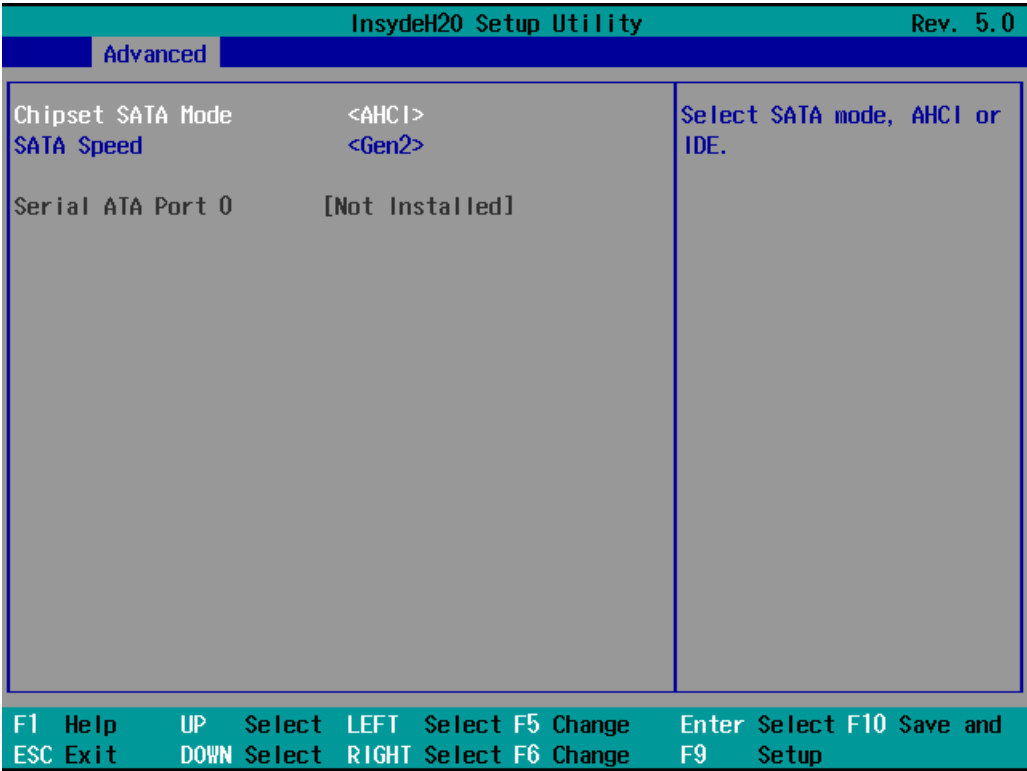 InsydeH20 Setup Utility Rev. 5.0
Advanced
Chipset SATA Mode <AHCI> Select SATA mode, AHCI or
SATA Speed <Gen2> IDE.
Serial ATA Port 0 [Not Installed]
F1 Help UP Select LEFT Select F5 Change Enter Select F10 Save and
ESC Exit DOWN Select RIGHT Select F6 Change F9 Setup